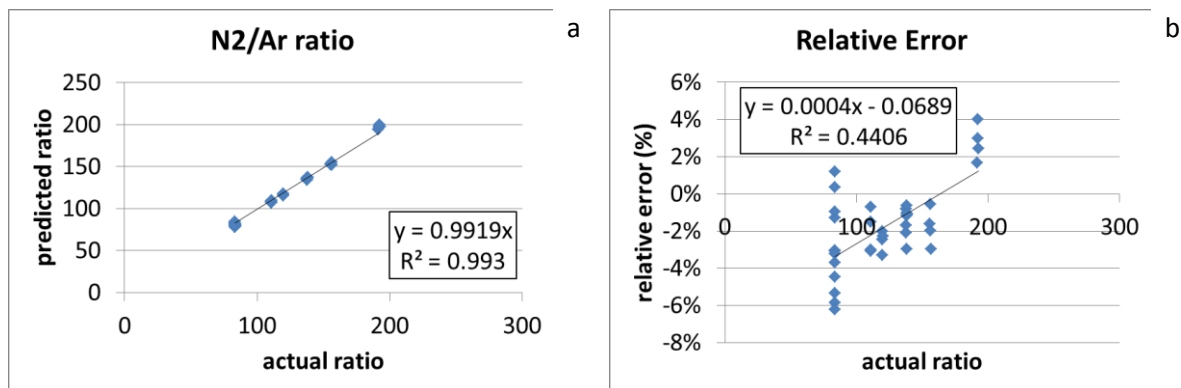 N2/Ar ratio
a
predicted ratio
250
200
150
100
50
0
y = 0.9919x
R² = 0.993
0 100 200 300
actual ratio
Relative Error
b
relative error (%)
6%
4%
2%
0%
-2%
-4%
-6%
-8%
y = 0.0004x - 0.0689
R² = 0.4406
0 100 200 300
actual ratio